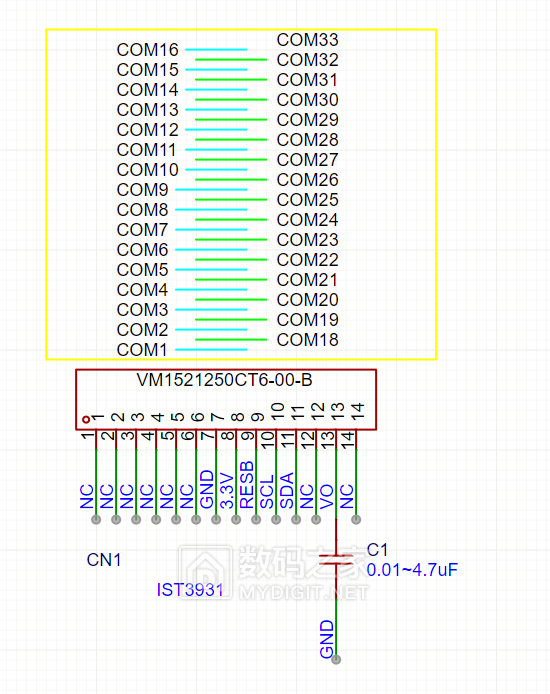 COM33
COM16
COM32
COM15
COM31
COM14
COM30
COM13
COM29
COM12
COM28
COM11
COM27
COM10
COM26
COM9
COM25
COM8
COM24
COM7
COM23
COM6
COM22
COM5
COM21
COM4
COM20
COM3
COM19
COM2
COM18
COM1
VM1521250CT6-00-B
1 2 3 4 5 6 7 8 9 10 11 12 13 14
1 2 3 4 5 6 7 8 9 10 11 12 13 14
NC NC NC NC NC NC GND 3.3V RESB SCL SDA NC VO NC
CN1
C1
0.01~4.7uF
IST3931
数码之家
MYDIGIT.NET
GND